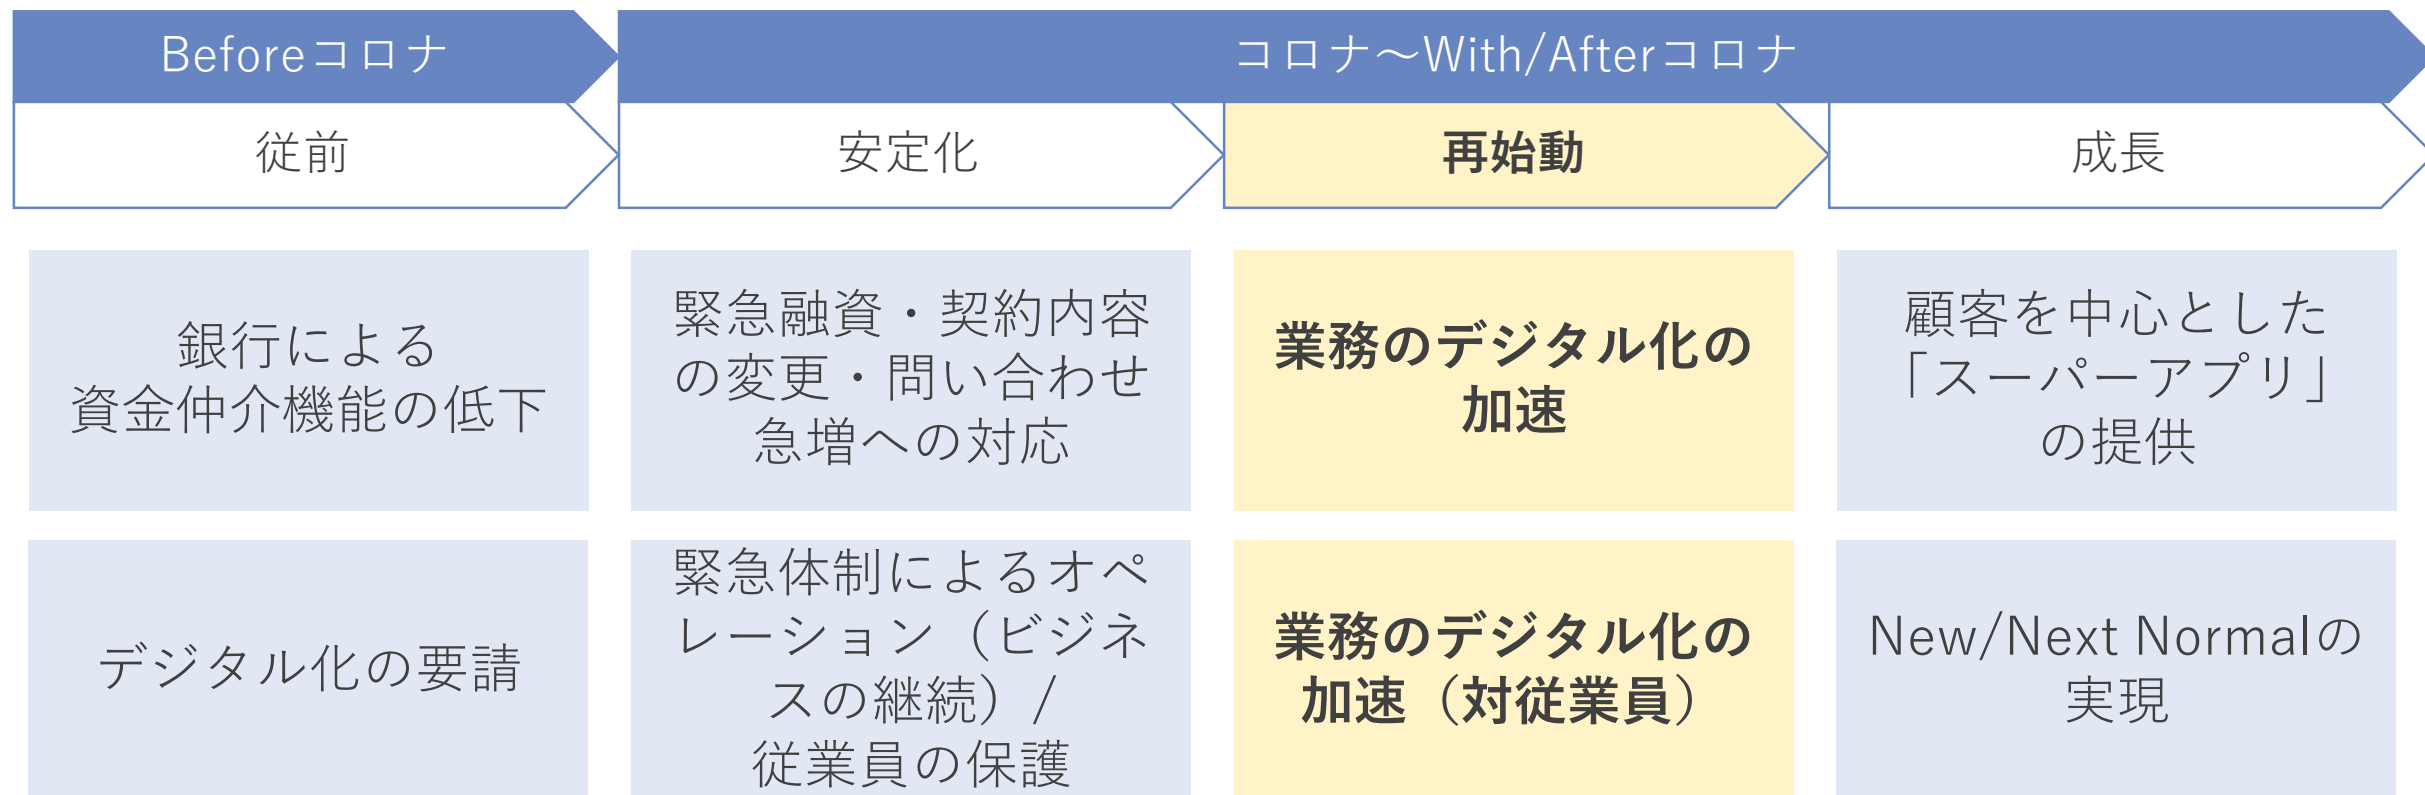 Beforeコロナ
コロナ～With/Afterコロナ
従前
安定化
再始動
成長
銀行による
資金仲介機能の低下
緊急融資・契約内容
の変更・問い合わせ
急増への対応
業務のデジタル化の
加速
顧客を中心とした
「スーパーアプリ」
の提供
デジタル化の要請
緊急体制によるオペ
レーション（ビジネ
スの継続）/
従業員の保護
業務のデジタル化の
加速（対従業員）
New/Next Normalの
実現